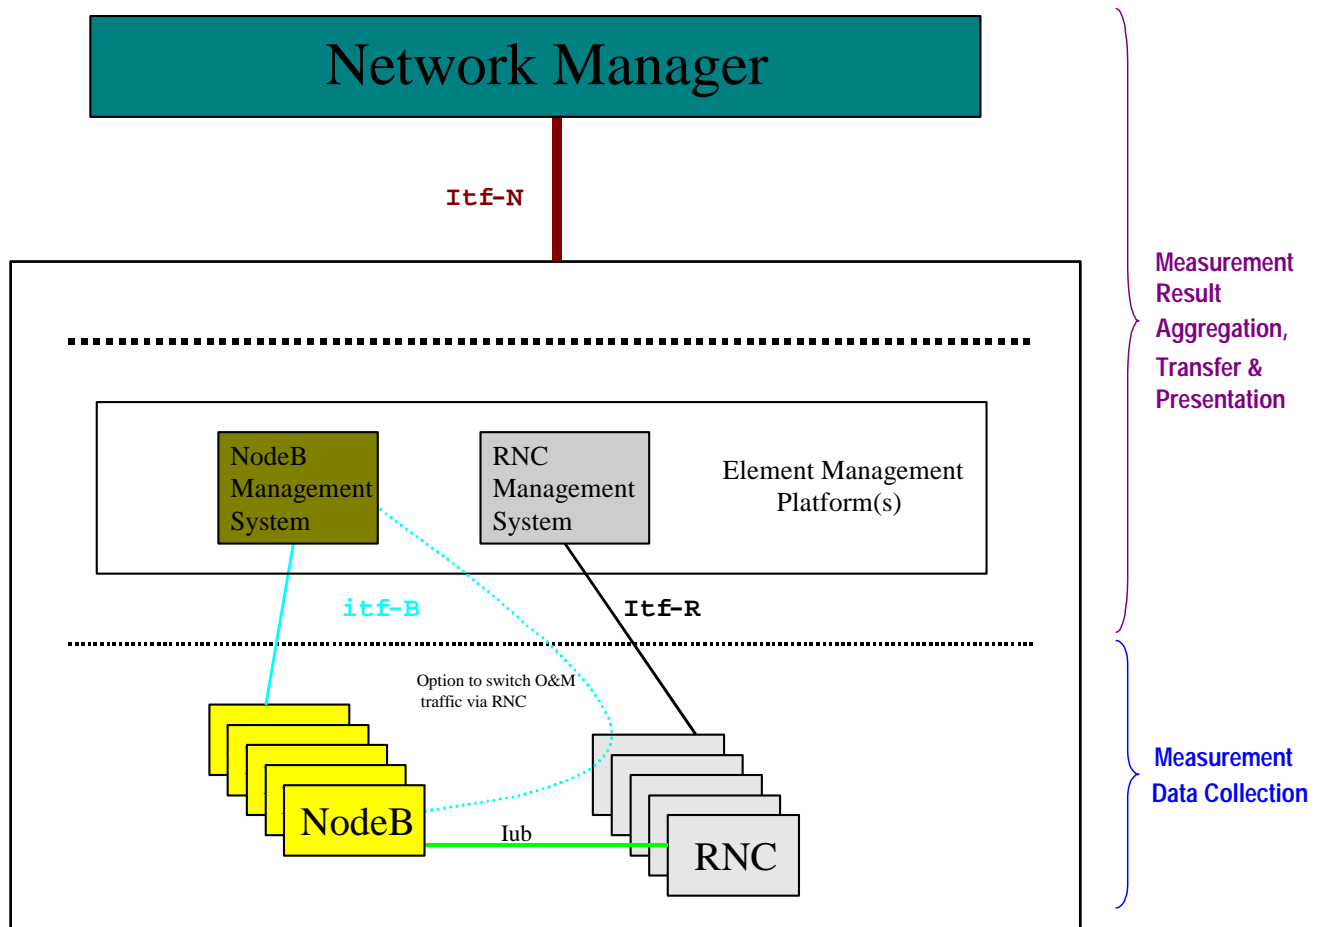 Network Manager
Itf-N
Measurement
Result
Aggregation,
Transfer &
Presentation
NodeB
Management
System
RNC
Management
System
Element Management
Platform(s)
itf-B
Itf-R
Option to switch O&M
traffic via RNC
Measurement
Data Collection
NodeB
Iub
RNC